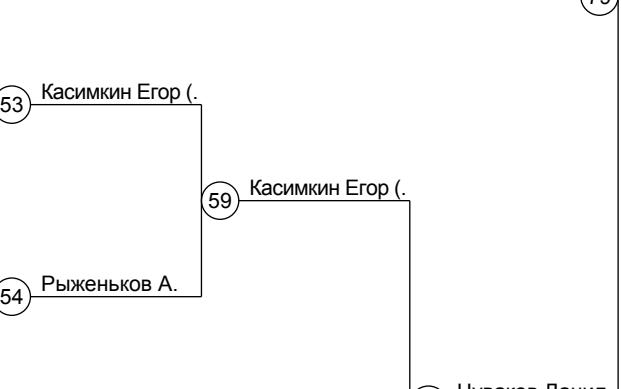 53 Касимкин Егор (.
59 Касимкин Егор (.
54 Рыженьков А.